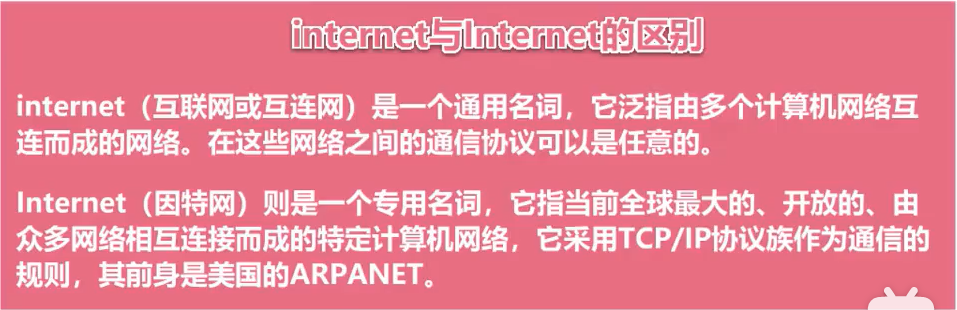 internet与Internet的区别
internet（互联网或互连网）是一个通用名词，它泛指由多个计算机网络互
连而成的网络。在这些网络之间的通信协议可以是任意的。
Internet（因特网）则是一个专用名词，它指当前全球最大的、开放的、由
众多网络相互连接而成的特定计算机网络，它采用TCP/IP协议族作为通信的
规则，其前身是美国的ARPANET。